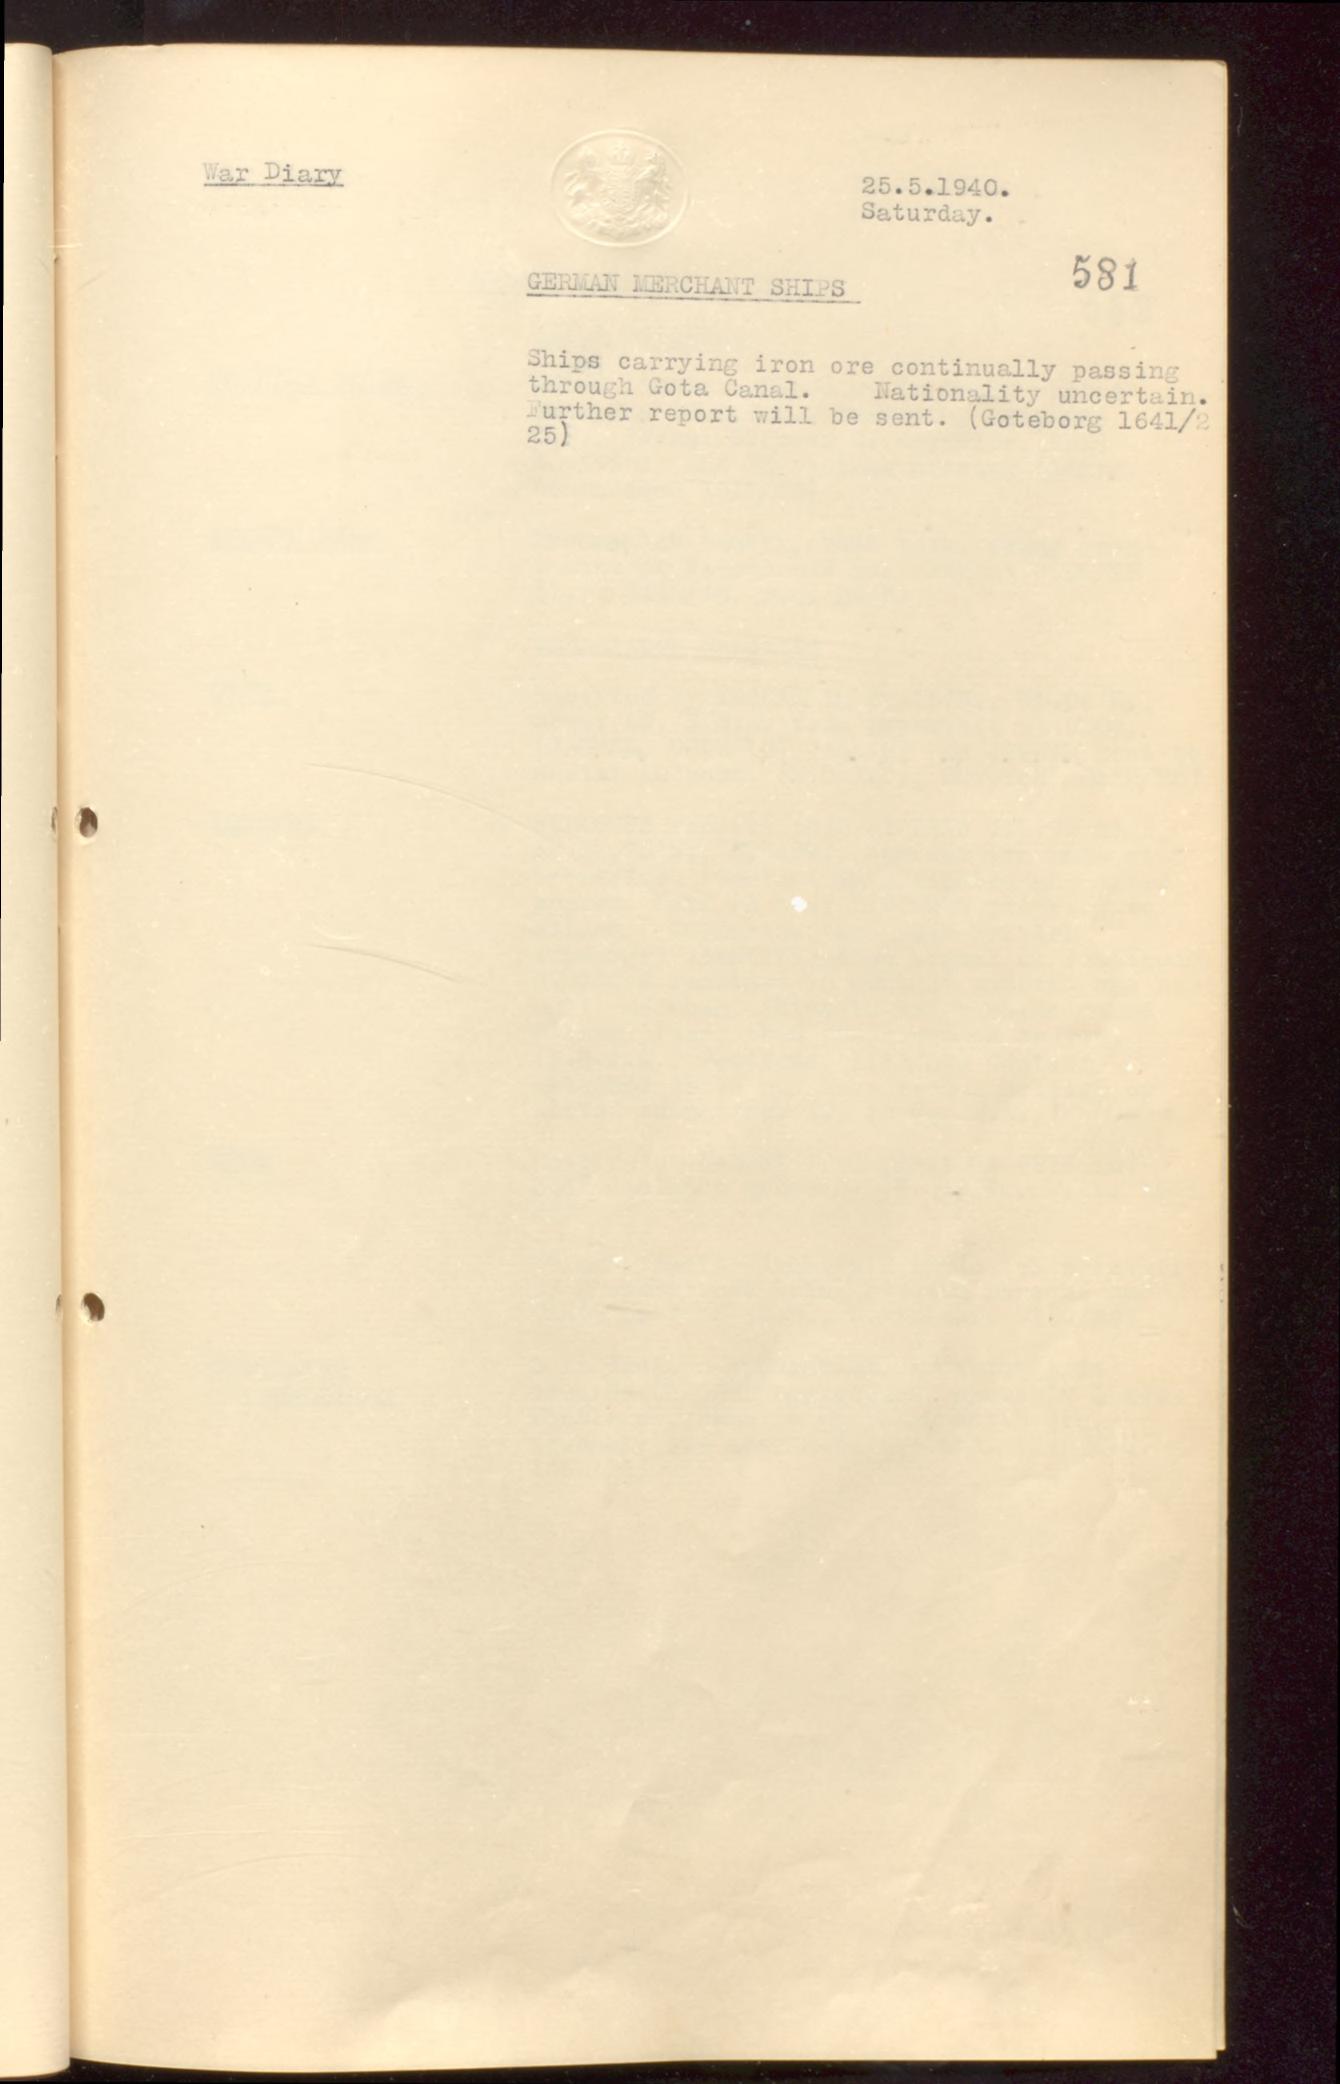 War Diary
25.5.1940.
Saturday.
581
GERMAN MERCHANT SHIPS
Ships carrying iron ore continually passing
through Gota Canal. Nationality uncertain.
Further report will be sent. (Goteborg 1641/2
25)